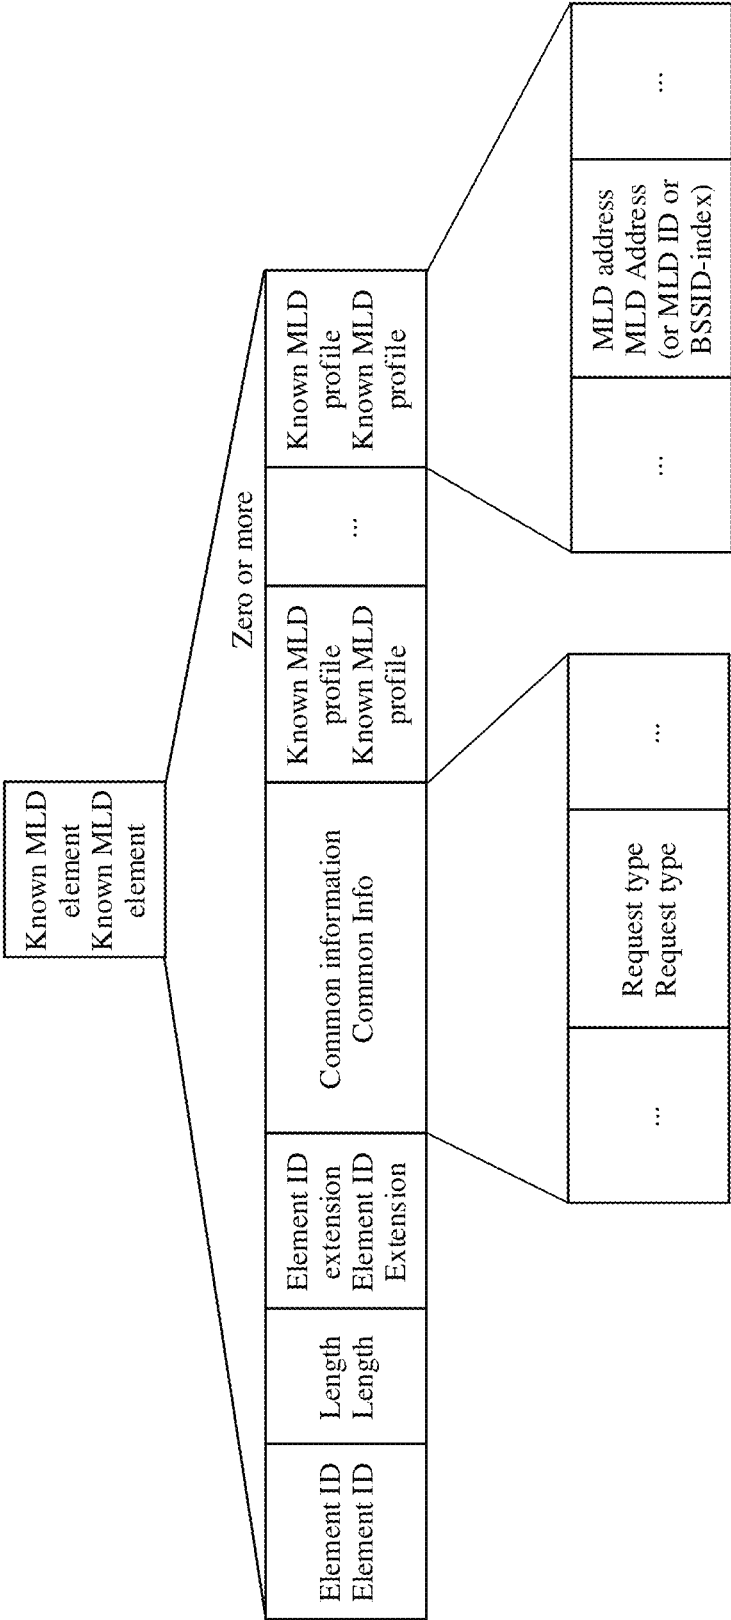 Known MLD
element
Known MLD
element
Zero or more
Element ID
Element ID
Length
Length
Element ID
extension
Element ID
Extension
Common information
Common Info
Known MLD
profile
Known MLD
profile
...
Known MLD
profile
Known MLD
profile
...
Request type
Request type
...
...
MLD address
MLD Address
(or MLD ID or
BSSID-index)
...